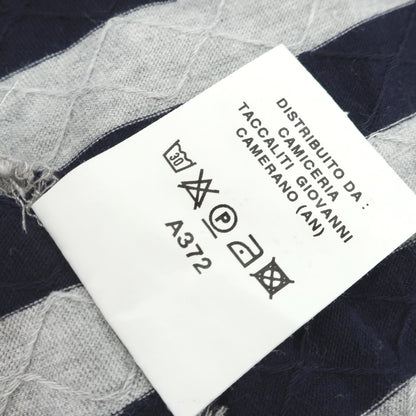 DISTRIBUITO DA :
CAMICERIA
TACCALITI GIOVANNI
CAMERANO (AN)
30
P
A372